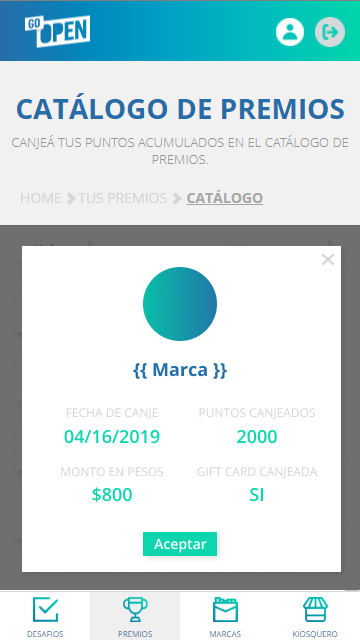 GO OPEN
CATÁLOGO DE PREMIOS
CANJEÁ TUS PUNTOS ACUMULADOS EN EL CATÁLOGO DE
PREMIOS.
HOME TUS PREMIOS CATÁLOGO
{{ Marca }}
FECHA DE CANJE PUNTOS CANJEADOS
04/16/2019 2000
MONTO EN PESOS GIFT CARD CANJEADA
$800 SI
Aceptar
DESAFIOS PREMIOS MARCAS KIOSQUERO